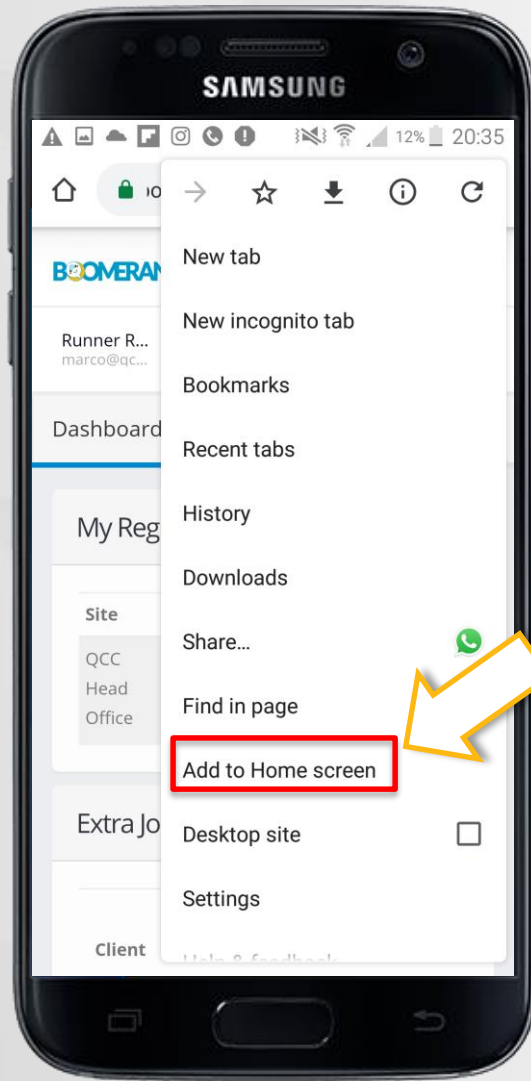 SAMSUNG
12% 20:35
New tab
BOOMERAN
New incognito tab
Runner R...
marco@qc...
Bookmarks
Dashboard
Recent tabs
My Reg
History
Downloads
Site
Share...
QCC
Head
Office
Find in page
Add to Home screen
Extra Jo
Desktop site
Settings
Client
Help & feedback